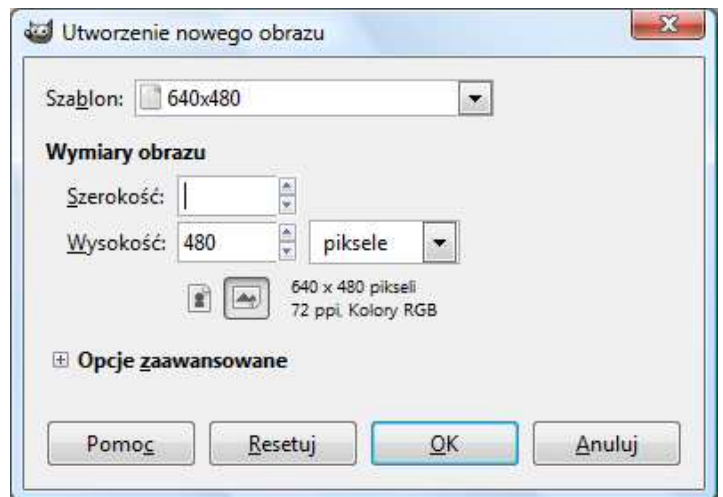 Utworzenie nowego obrazu
Szablon: 640x480
Wymiary obrazu
Szerokość:
Wysokość: 480 piksele
640 x 480 pikseli
72 ppi, Kolory RGB
Opcje zaawansowane
Pomoc Resetuj OK Anuluj